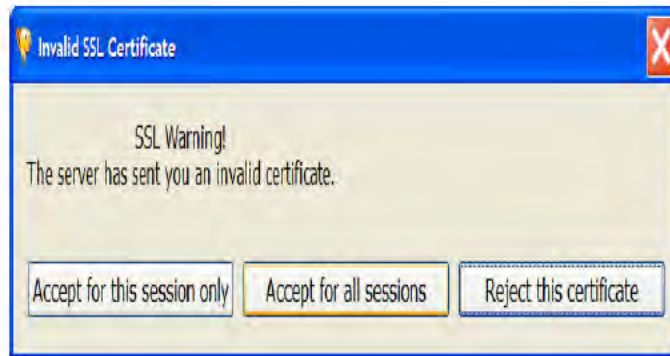 Invalid SSL Certificate
SSL Warning!
The server has sent you an invalid certificate.
Accept for this session only
Accept for all sessions
Reject this certificate